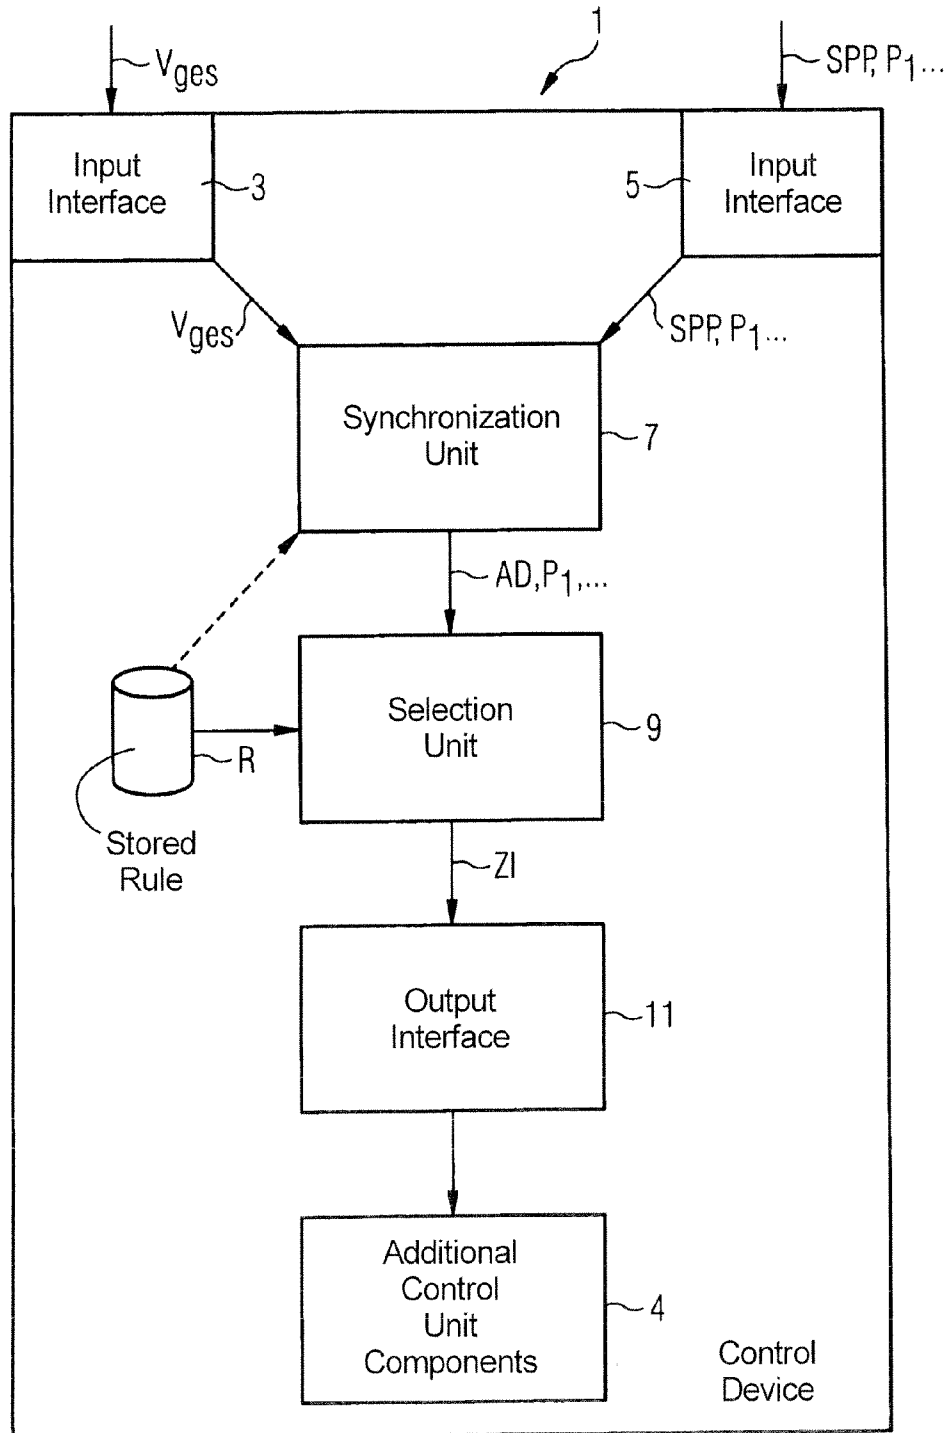 1
V_ges
SPP, P_1...
Input
Interface
3
5
Input
Interface
V_ges
SPP, P_1...
Synchronization
Unit
7
AD, P_1, ...
Selection
Unit
9
R
Stored
Rule
ZI
Output
Interface
11
Additional
Control
Unit
Components
4
Control
Device